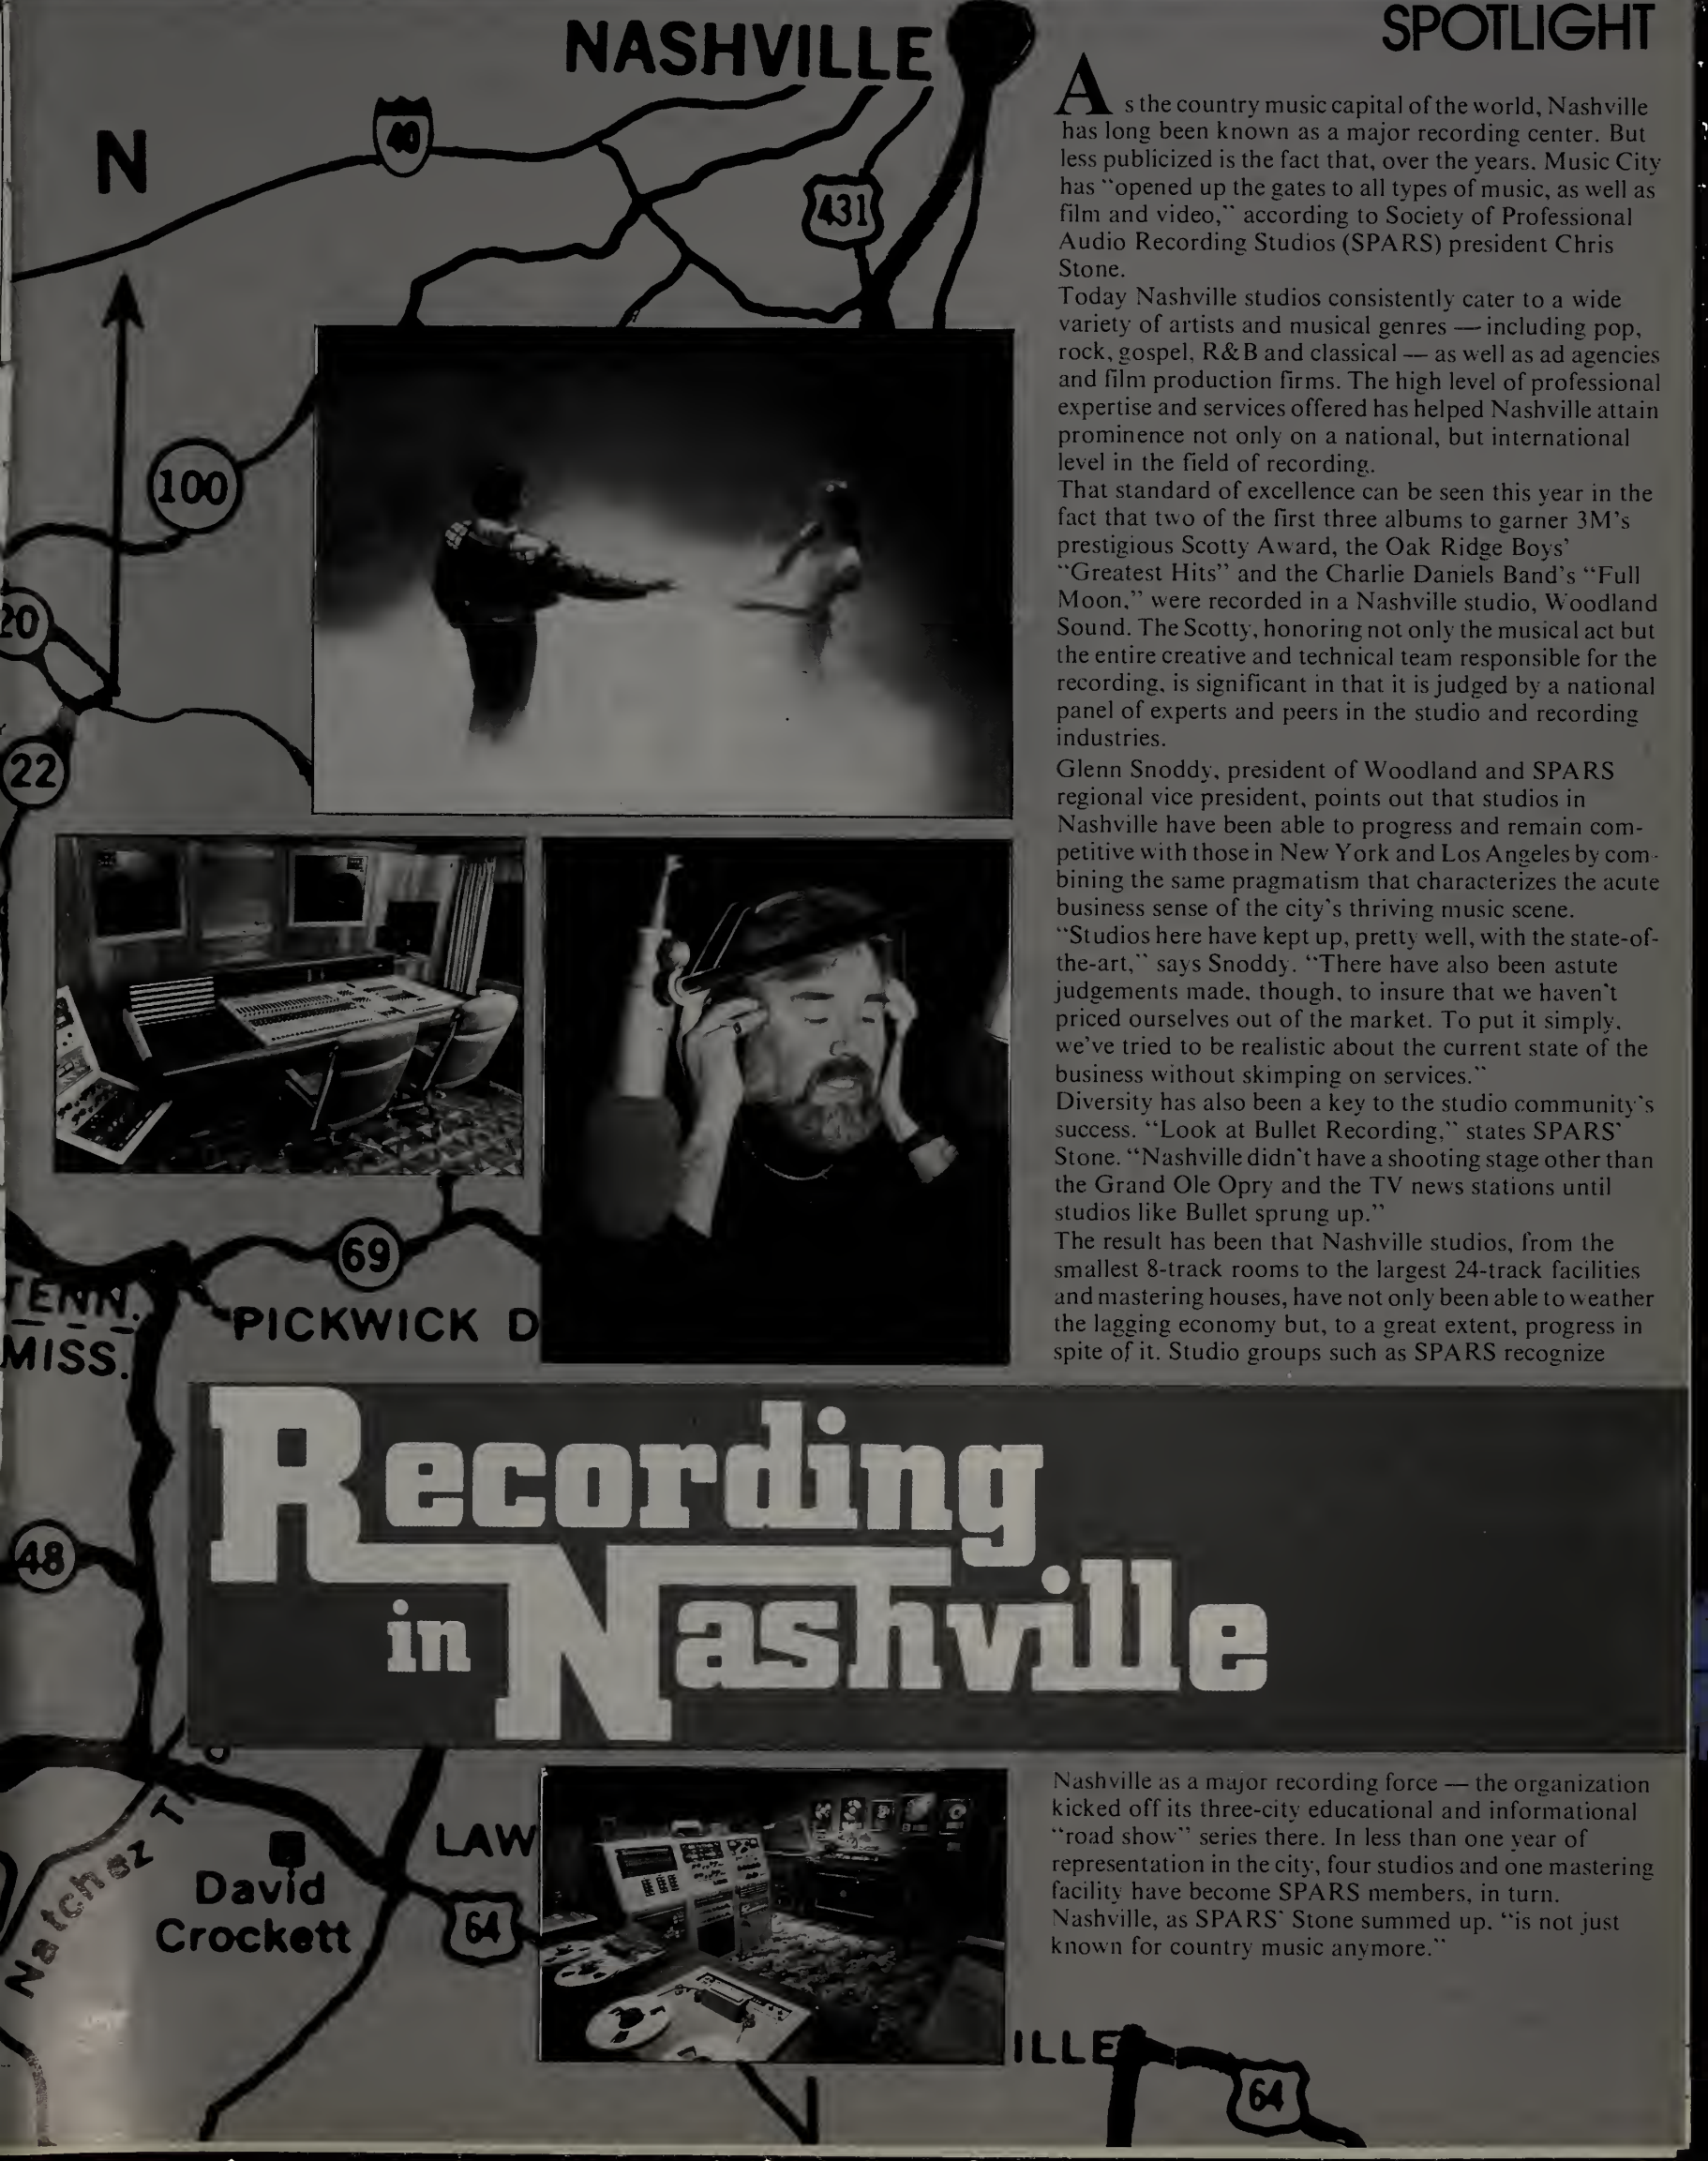 NASHVILLE
SPOTLIGHT
N
40
431
100
20
22
69
TENN.
MISS.
PICKWICK D
48
As the country music capital of the world, Nashville
has long been known as a major recording center. But
less publicized is the fact that, over the years. Music City
has “opened up the gates to all types of music, as well as
film and video,” according to Society of Professional
Audio Recording Studios (SPARS) president Chris
Stone.
Today Nashville studios consistently cater to a wide
variety of artists and musical genres — including pop,
rock, gospel, R&B and classical — as well as ad agencies
and film production firms. The high level of professional
expertise and services offered has helped Nashville attain
prominence not only on a national, but international
level in the field of recording.
That standard of excellence can be seen this year in the
fact that two of the first three albums to garner 3M's
prestigious Scotty Award, the Oak Ridge Boys'
“Greatest Hits” and the Charlie Daniels Band's “Full
Moon,” were recorded in a Nashville studio, Woodland
Sound. The Scotty, honoring not only the musical act but
the entire creative and technical team responsible for the
recording, is significant in that it is judged by a national
panel of experts and peers in the studio and recording
industries.
Glenn Snoddy, president of Woodland and SPARS
regional vice president, points out that studios in
Nashville have been able to progress and remain com-
petitive with those in New York and Los Angeles by com-
bining the same pragmatism that characterizes the acute
business sense of the city's thriving music scene.
“Studios here have kept up, pretty well, with the state-of-
the-art,” says Snoddy. “There have also been astute
judgements made, though, to insure that we haven't
priced ourselves out of the market. To put it simply,
we've tried to be realistic about the current state of the
business without skimping on services.”
Diversity has also been a key to the studio community's
success. “Look at Bullet Recording,” states SPARS'
Stone. “Nashville didn't have a shooting stage other than
the Grand Ole Opry and the TV news stations until
studios like Bullet sprung up.”
The result has been that Nashville studios, from the
smallest 8-track rooms to the largest 24-track facilities
and mastering houses, have not only been able to weather
the lagging economy but, to a great extent, progress in
spite of it. Studio groups such as SPARS recognize
Recording
in Nashville
Nashville as a major recording force — the organization
kicked off its three-city educational and informational
“road show” series there. In less than one year of
representation in the city, four studios and one mastering
facility have become SPARS members, in turn.
Nashville, as SPARS' Stone summed up. “is not just
known for country music anymore.”
Natchez T
David
Crockett
LAW
64
ILLE
64